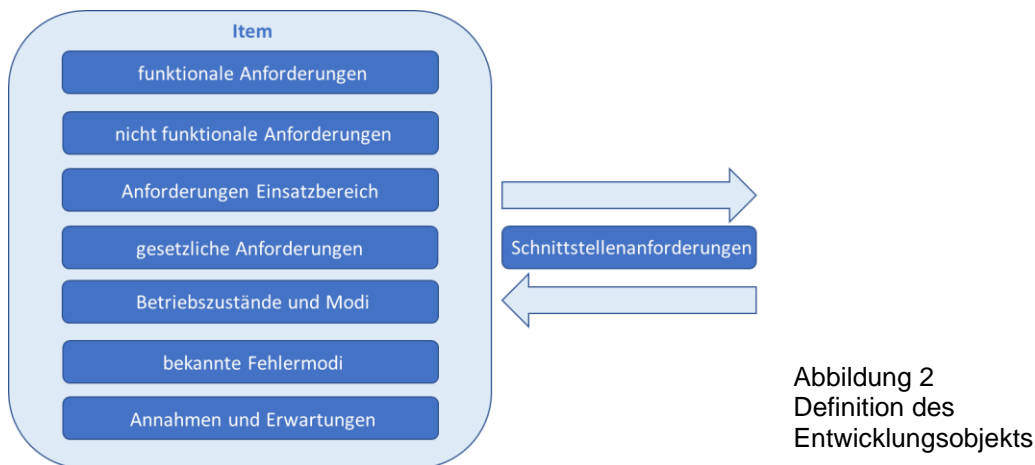 Item
funktionale Anforderungen
nicht funktionale Anforderungen
Anforderungen Einsatzbereich
gesetzliche Anforderungen
Betriebszustände und Modi
bekannte Fehlermodi
Annahmen und Erwartungen
Schnittstellenanforderungen
Abbildung 2
Definition des
Entwicklungsobjekts